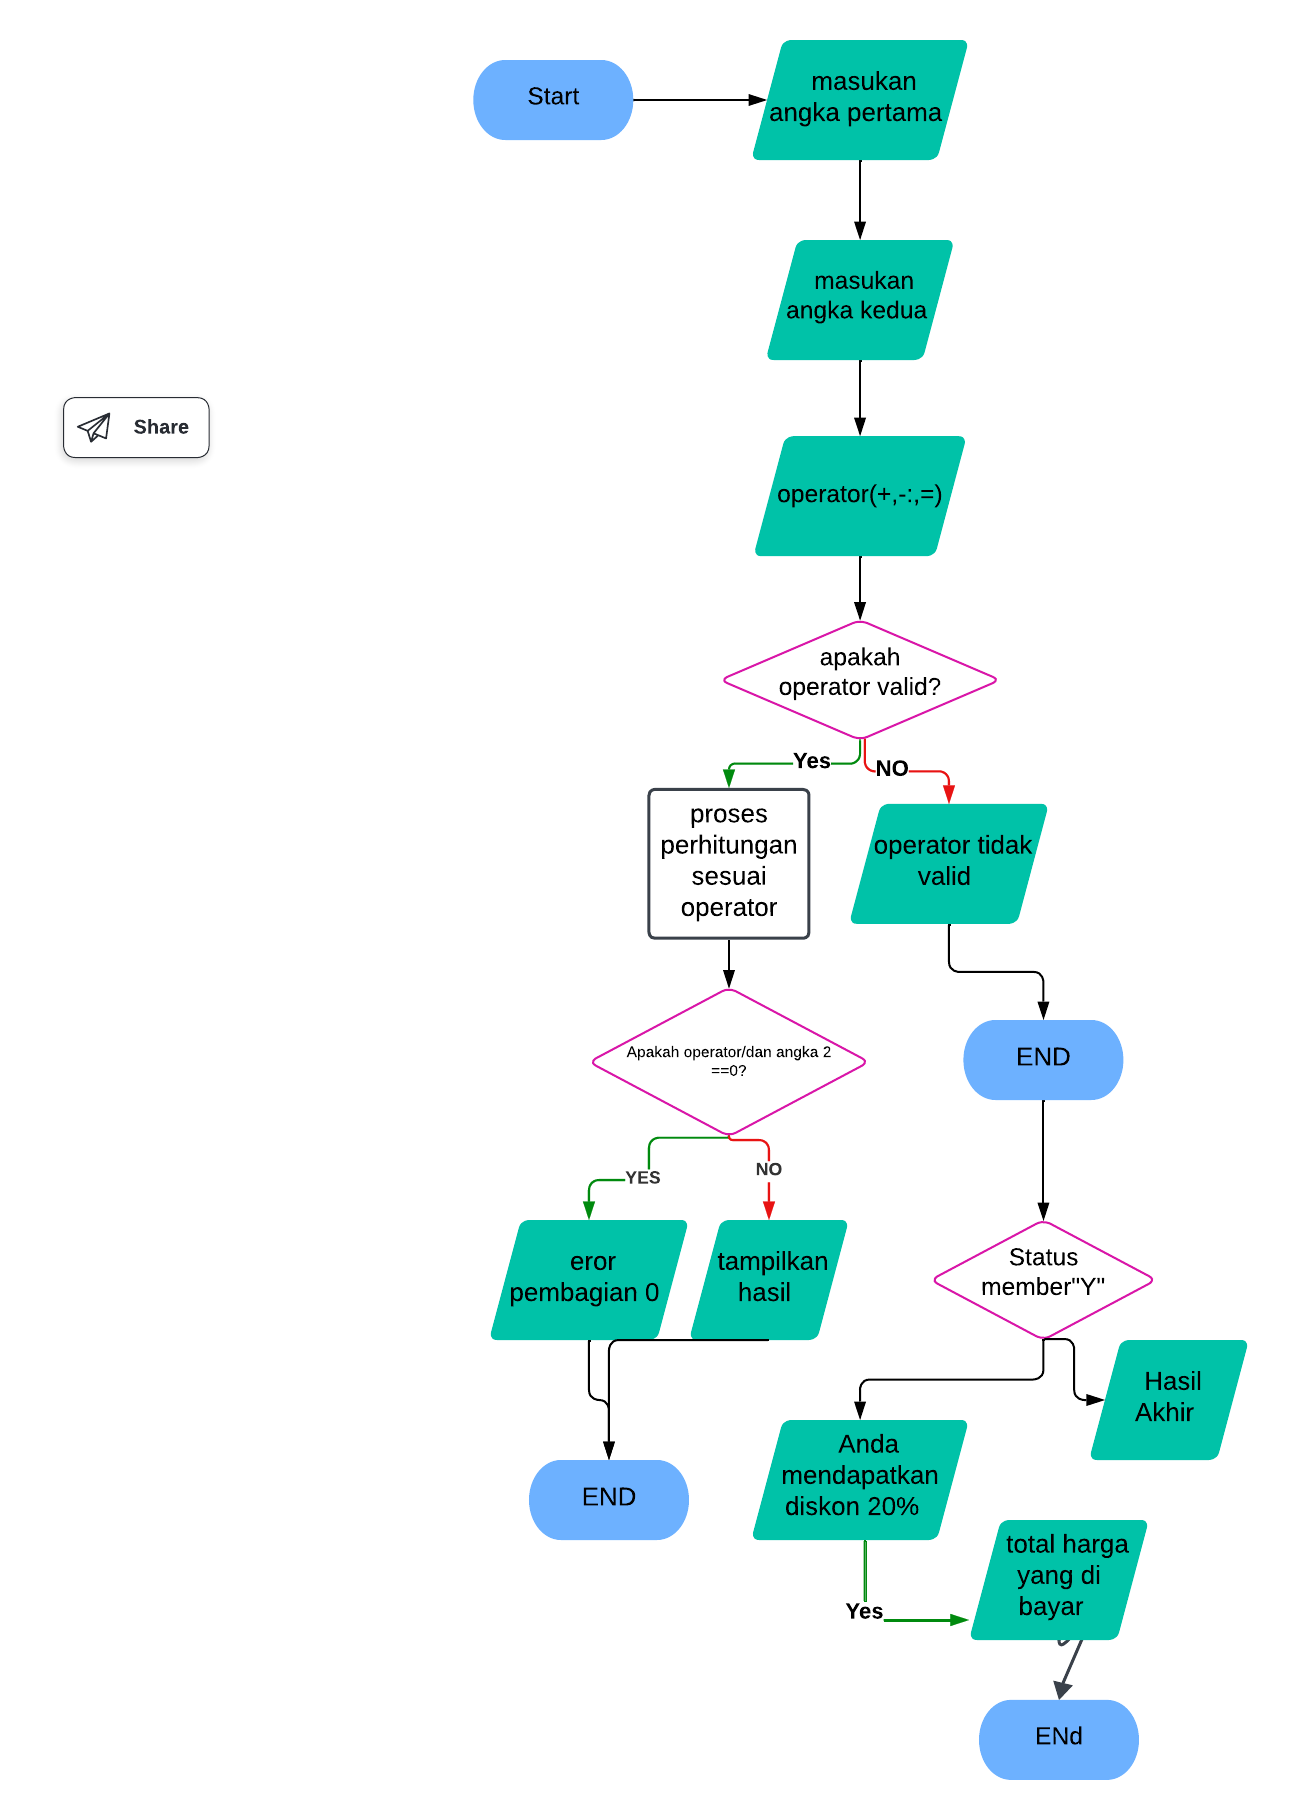 Start
masukan
angka pertama
masukan
angka kedua
Share
operator(+,-:,=)
apakah
operator valid?
Yes
NO
proses
perhitungan
sesuai
operator
operator tidak
valid
Apakah operator/dan angka 2
==0?
END
YES
NO
eror
pembagian 0
tampilkan
hasil
Status
member"Y"
Hasil
Akhir
Anda
mendapatkan
diskon 20%
END
total harga
yang di
bayar
Yes
ENd